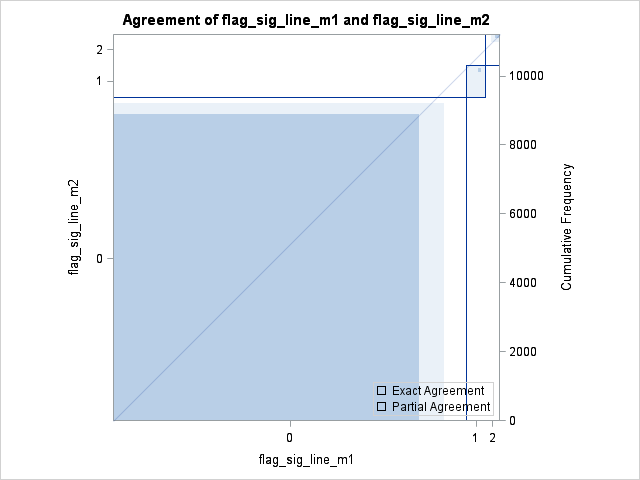 Agreement of flag_sig_line_m1 and flag_sig_line_m2
2
1
0
flag_sig_line_m2
10000
8000
6000
4000
2000
0
Cumulative Frequency
Exact Agreement
Partial Agreement
0 1 2
flag_sig_line_m1